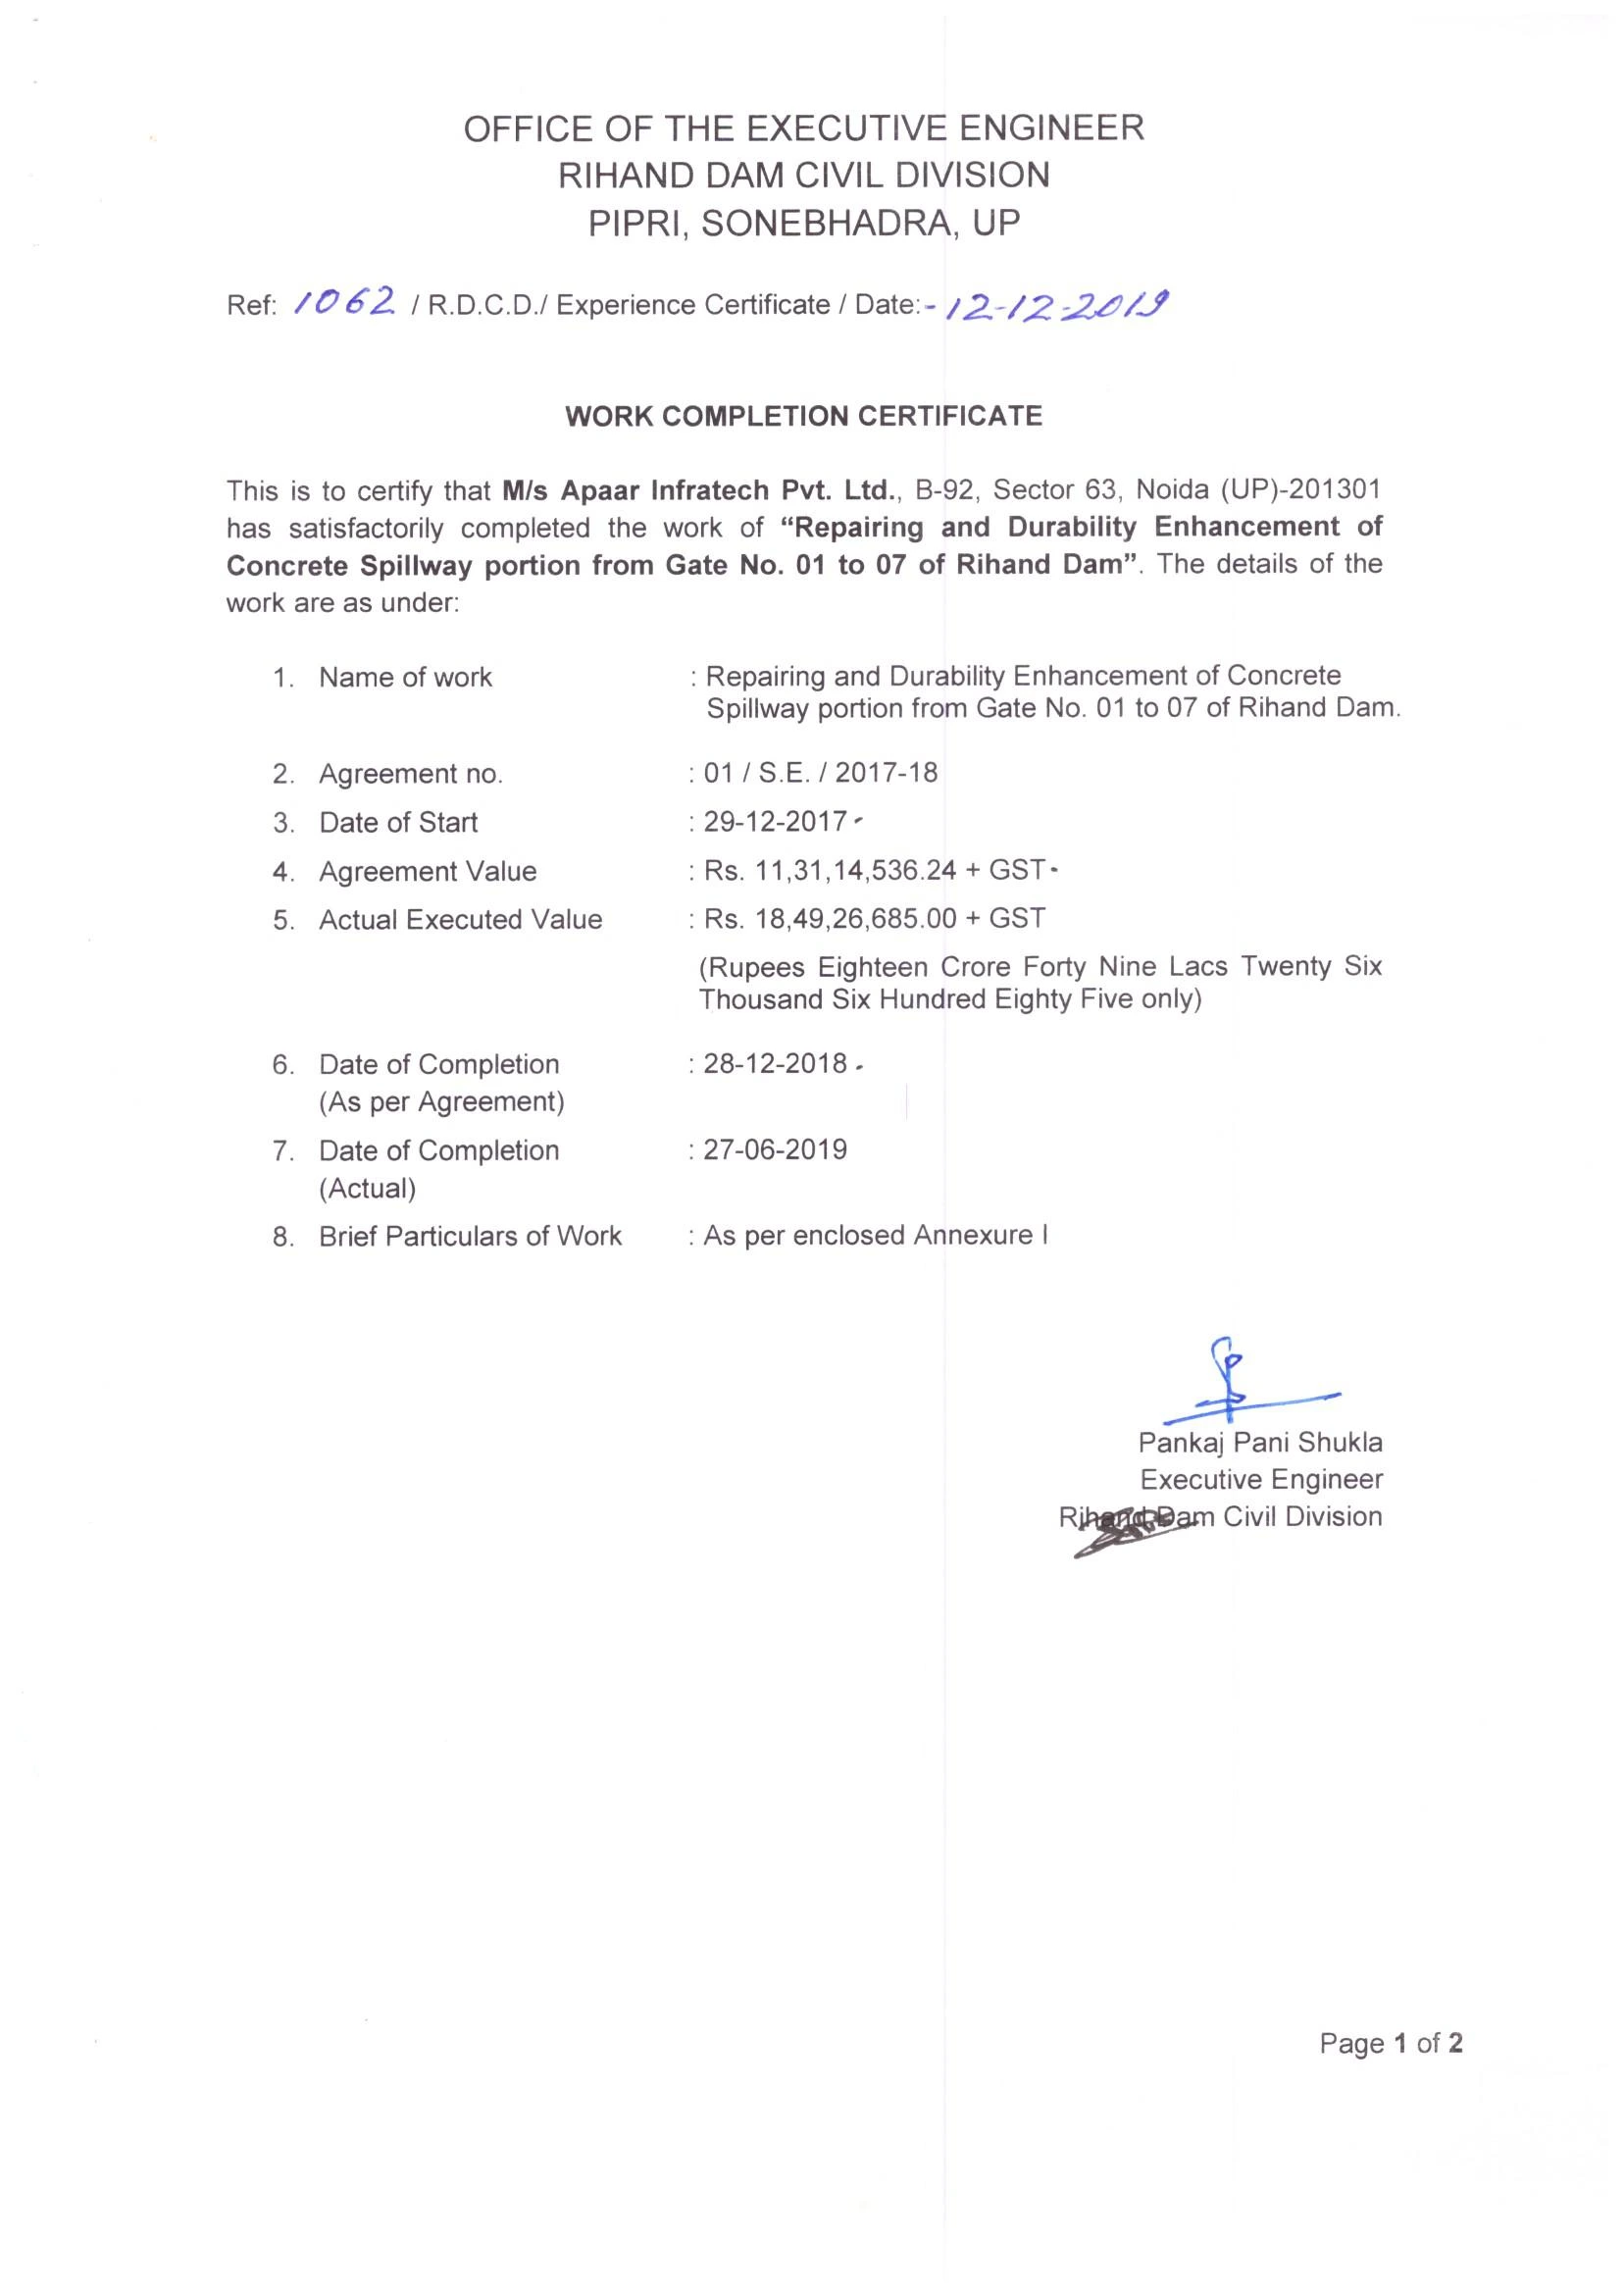 OFFICE OF THE EXECUTIVE ENGINEER
RIHAND DAM CIVIL DIVISION
PIPRI, SONEBHADRA, UP
Ref: 1062 / R.D.C.D./ Experience Certificate / Date:- 12-12-2019
WORK COMPLETION CERTIFICATE
This is to certify that M/s Apaar Infratech Pvt. Ltd., B-92, Sector 63, Noida (UP)-201301
has satisfactorily completed the work of “Repairing and Durability Enhancement of
Concrete Spillway portion from Gate No. 01 to 07 of Rihand Dam”. The details of the
work are as under:
1. Name of work : Repairing and Durability Enhancement of Concrete
Spillway portion from Gate No. 01 to 07 of Rihand Dam.
2. Agreement no. : 01 / S.E. / 2017-18
3. Date of Start : 29-12-2017
4. Agreement Value : Rs. 11,31,14,536.24 + GST
5. Actual Executed Value : Rs. 18,49,26,685.00 + GST
(Rupees Eighteen Crore Forty Nine Lacs Twenty Six
Thousand Six Hundred Eighty Five only)
6. Date of Completion : 28-12-2018
(As per Agreement)
7. Date of Completion : 27-06-2019
(Actual)
8. Brief Particulars of Work : As per enclosed Annexure I
Pankaj Pani Shukla
Executive Engineer
Rihand Dam Civil Division
Page 1 of 2